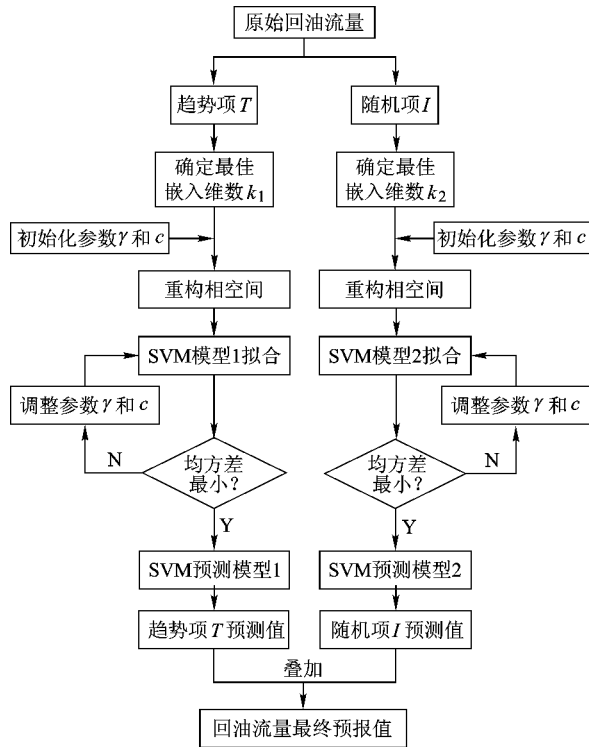 原始回油流量
趋势项T
随机项I
确定最佳
嵌入维数k₁
确定最佳
嵌入维数k₂
初始化参数γ和c
初始化参数γ和c
重构相空间
重构相空间
SVM模型1拟合
SVM模型2拟合
调整参数γ和c
调整参数γ和c
N
均方差
最小?
均方差
最小?
N
Y
Y
SVM预测模型1
SVM预测模型2
趋势项T预测值
随机项I预测值
叠加
回油流量最终预报值